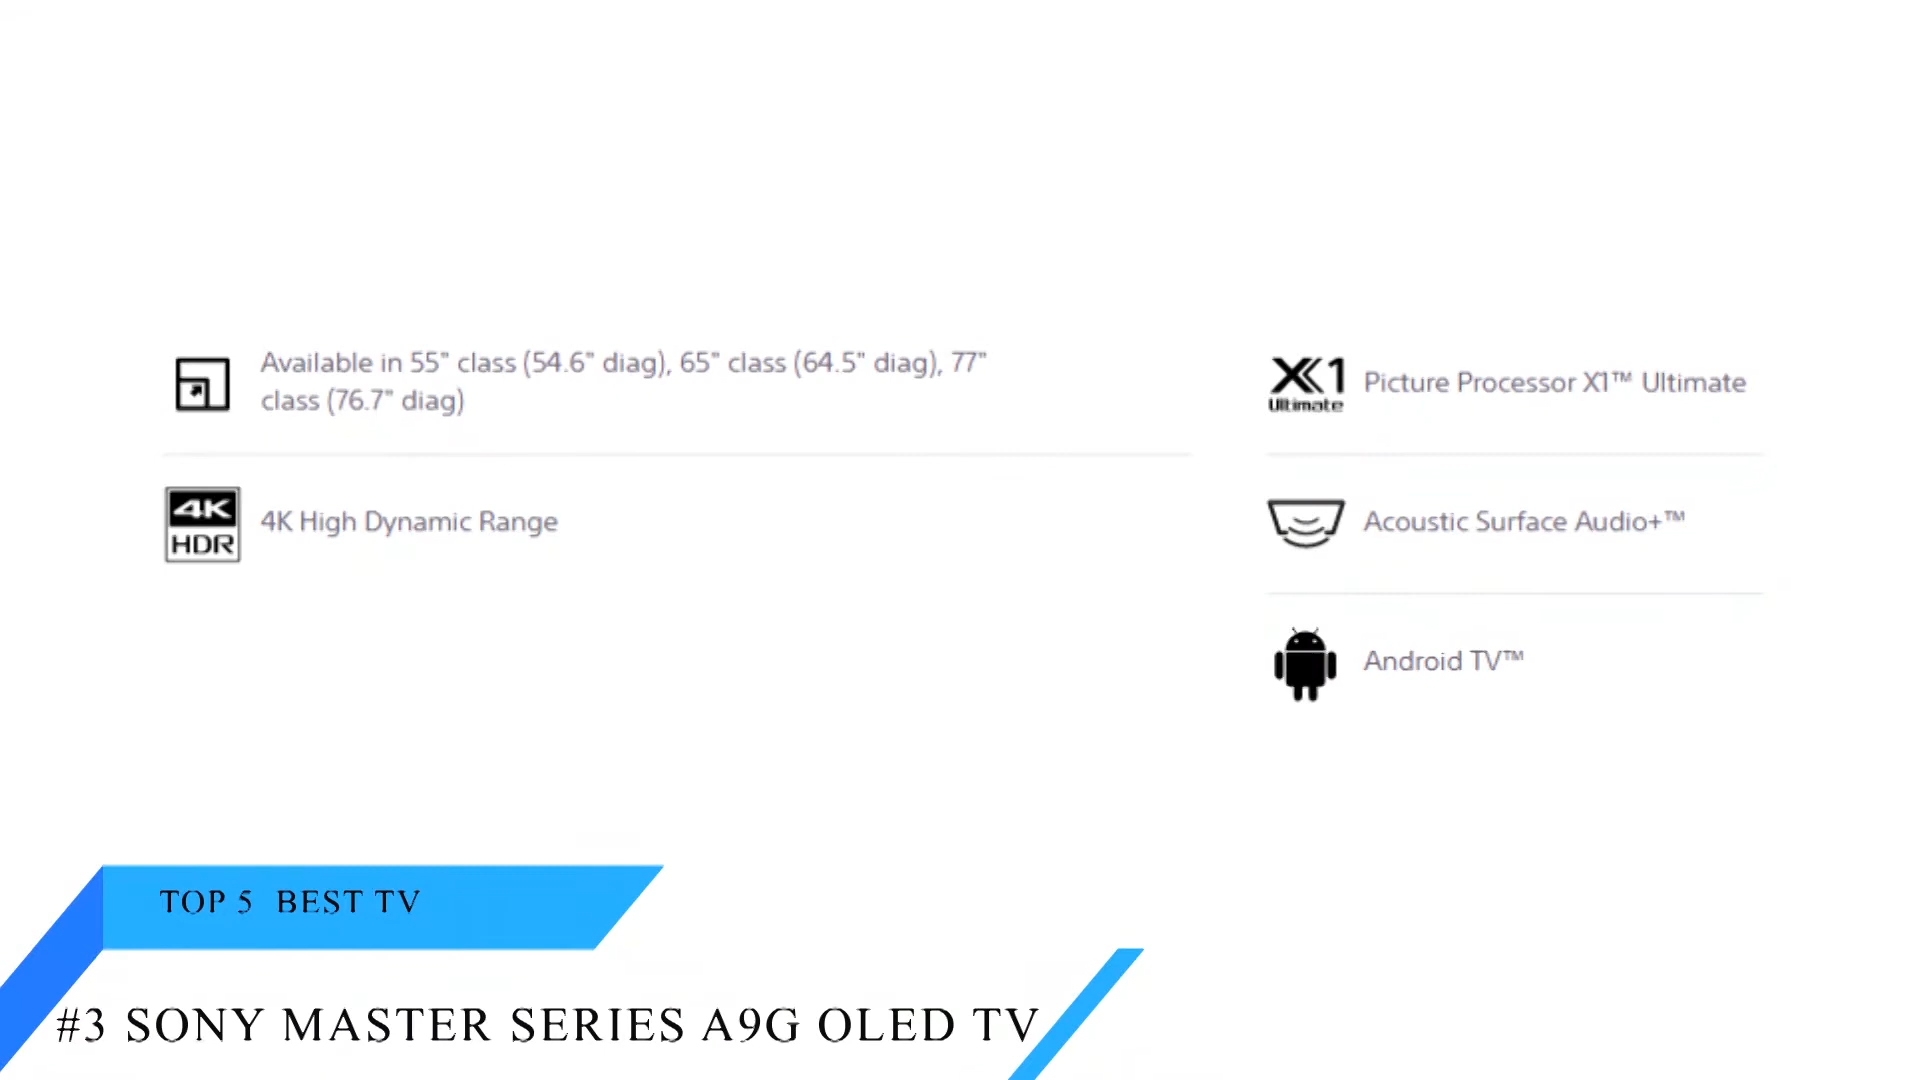 Available in 55" class (54.6" diag), 65" class (64.5" diag), 77"
class (76.7" diag)
4K
HDR
4K High Dynamic Range
X1
Ultimate
Picture Processor X1™ Ultimate
Acoustic Surface Audio+™
Android TV™
TOP 5 BEST TV
#3 SONY MASTER SERIES A9G OLED TV